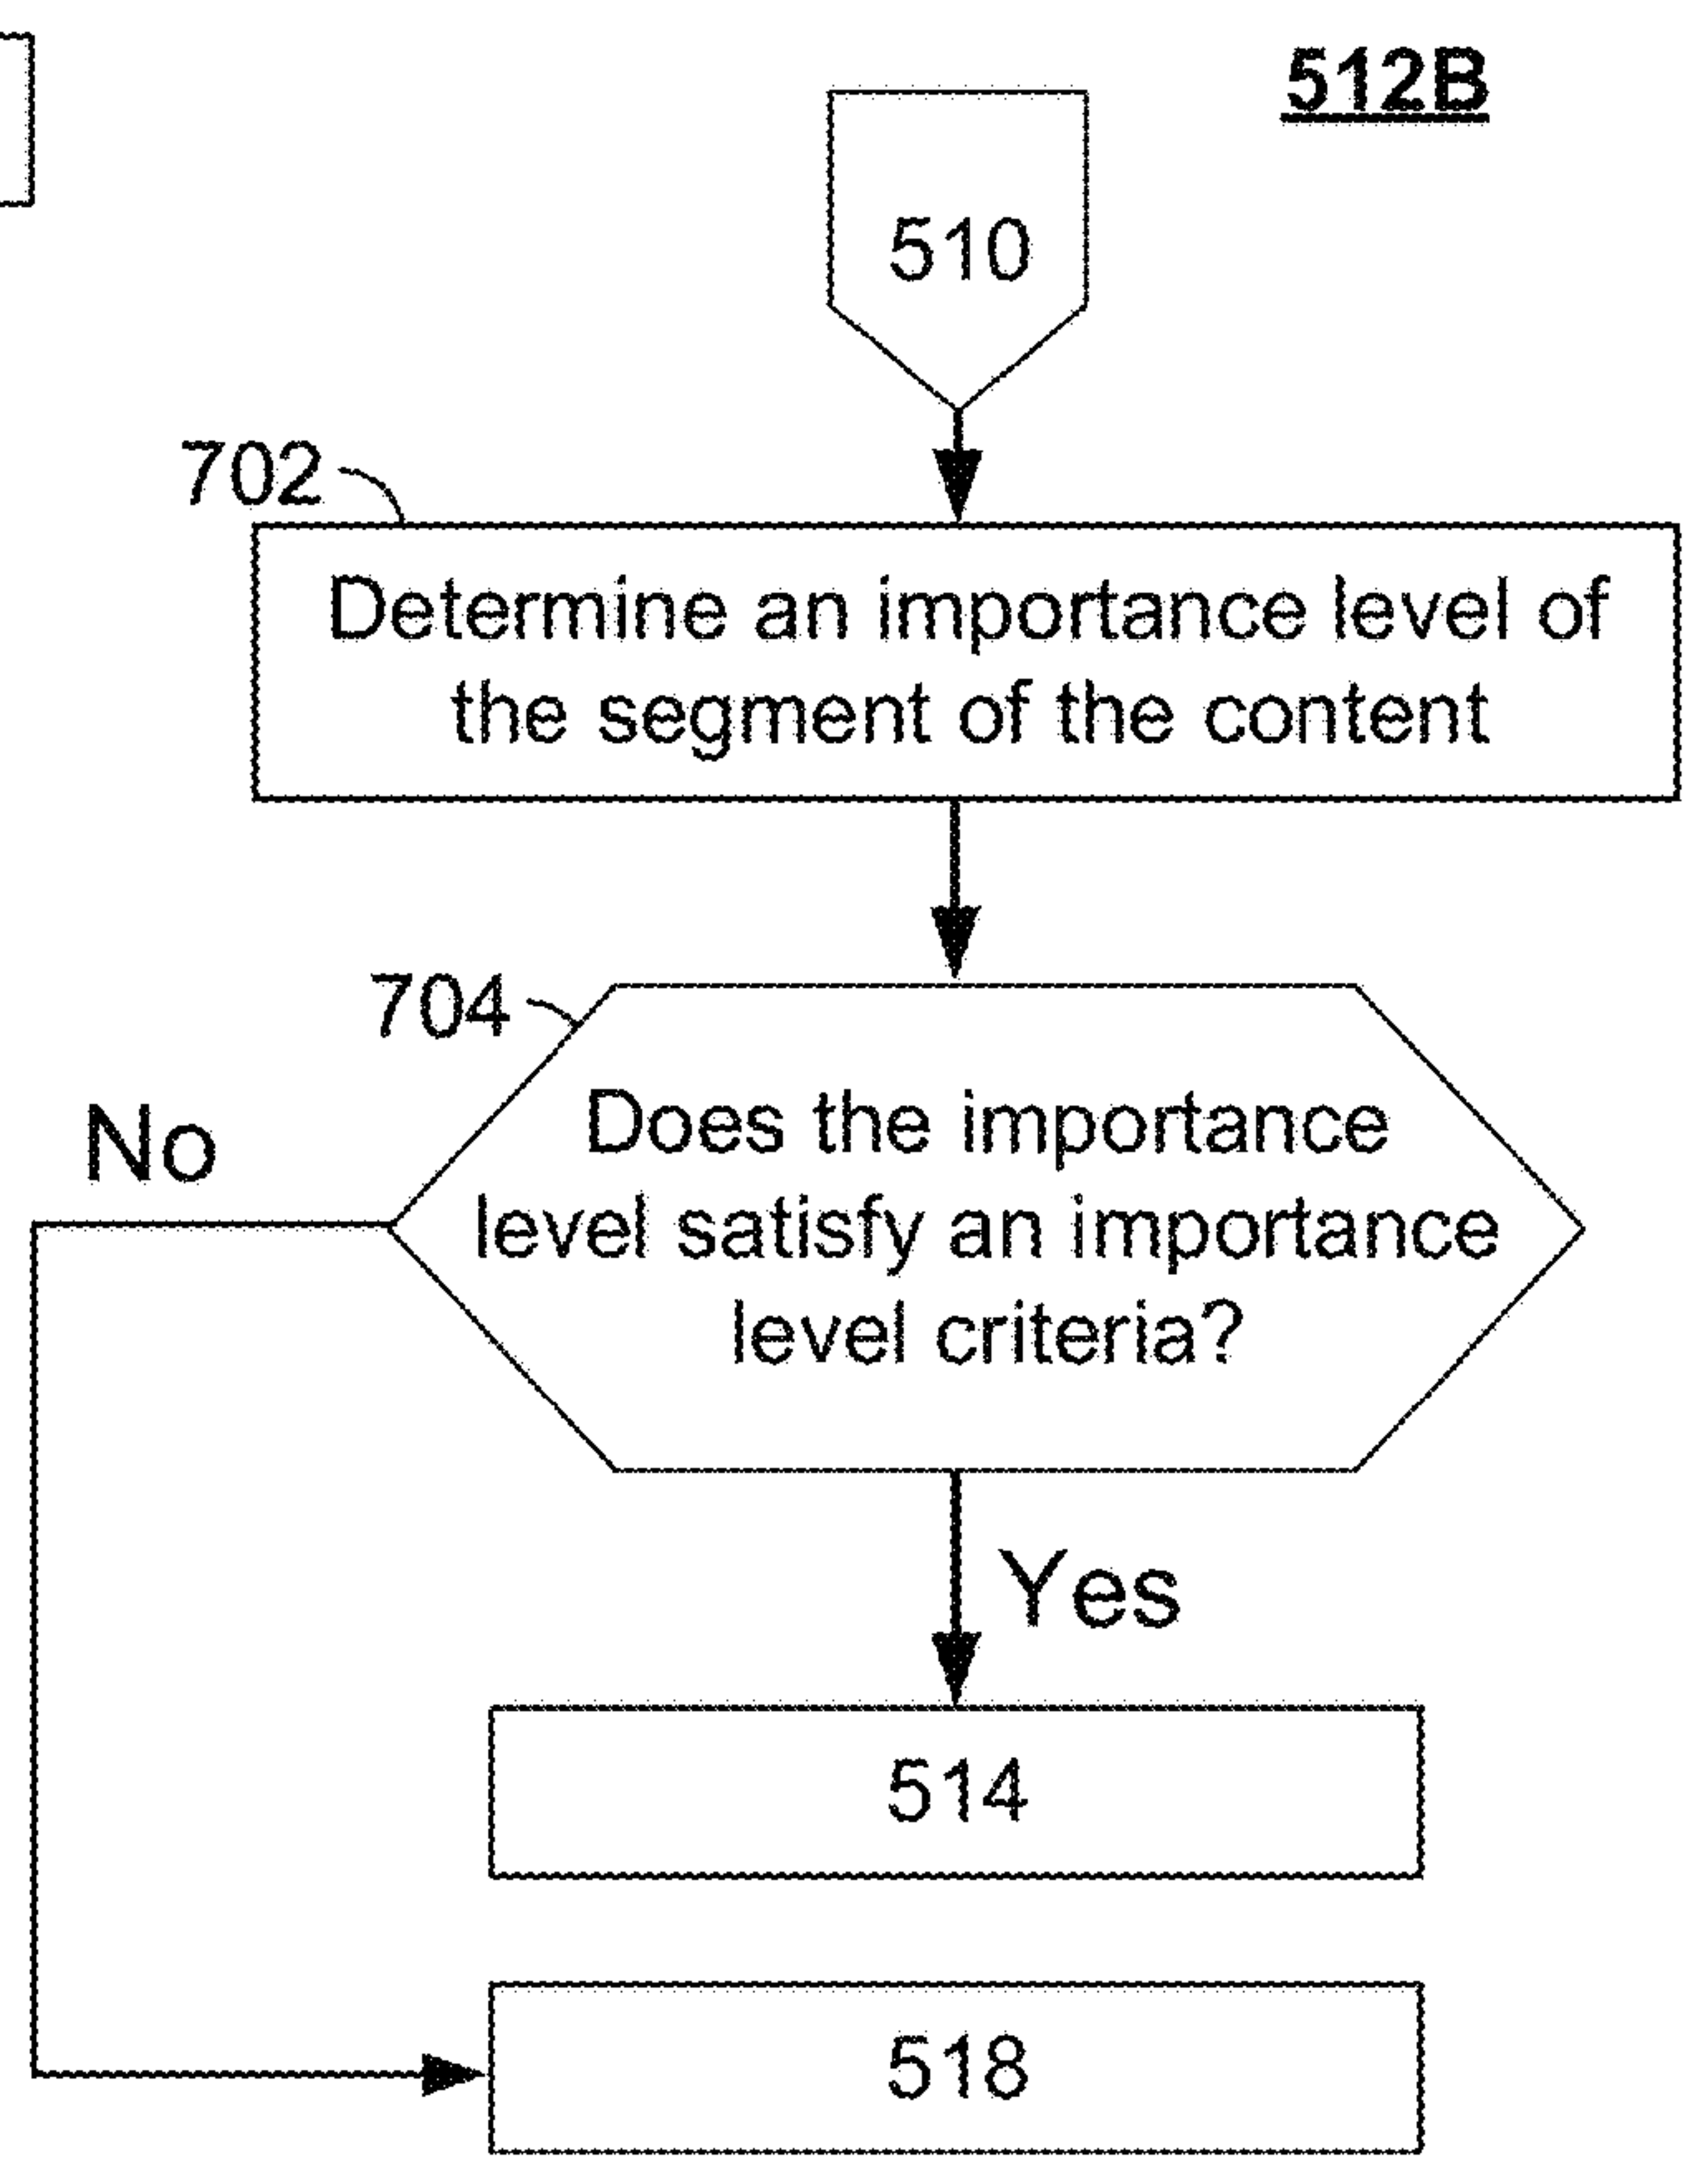 512B
510
702
Determine an importance level of
the segment of the content
704
No
Does the importance
level satisfy an importance
level criteria?
Yes
514
518